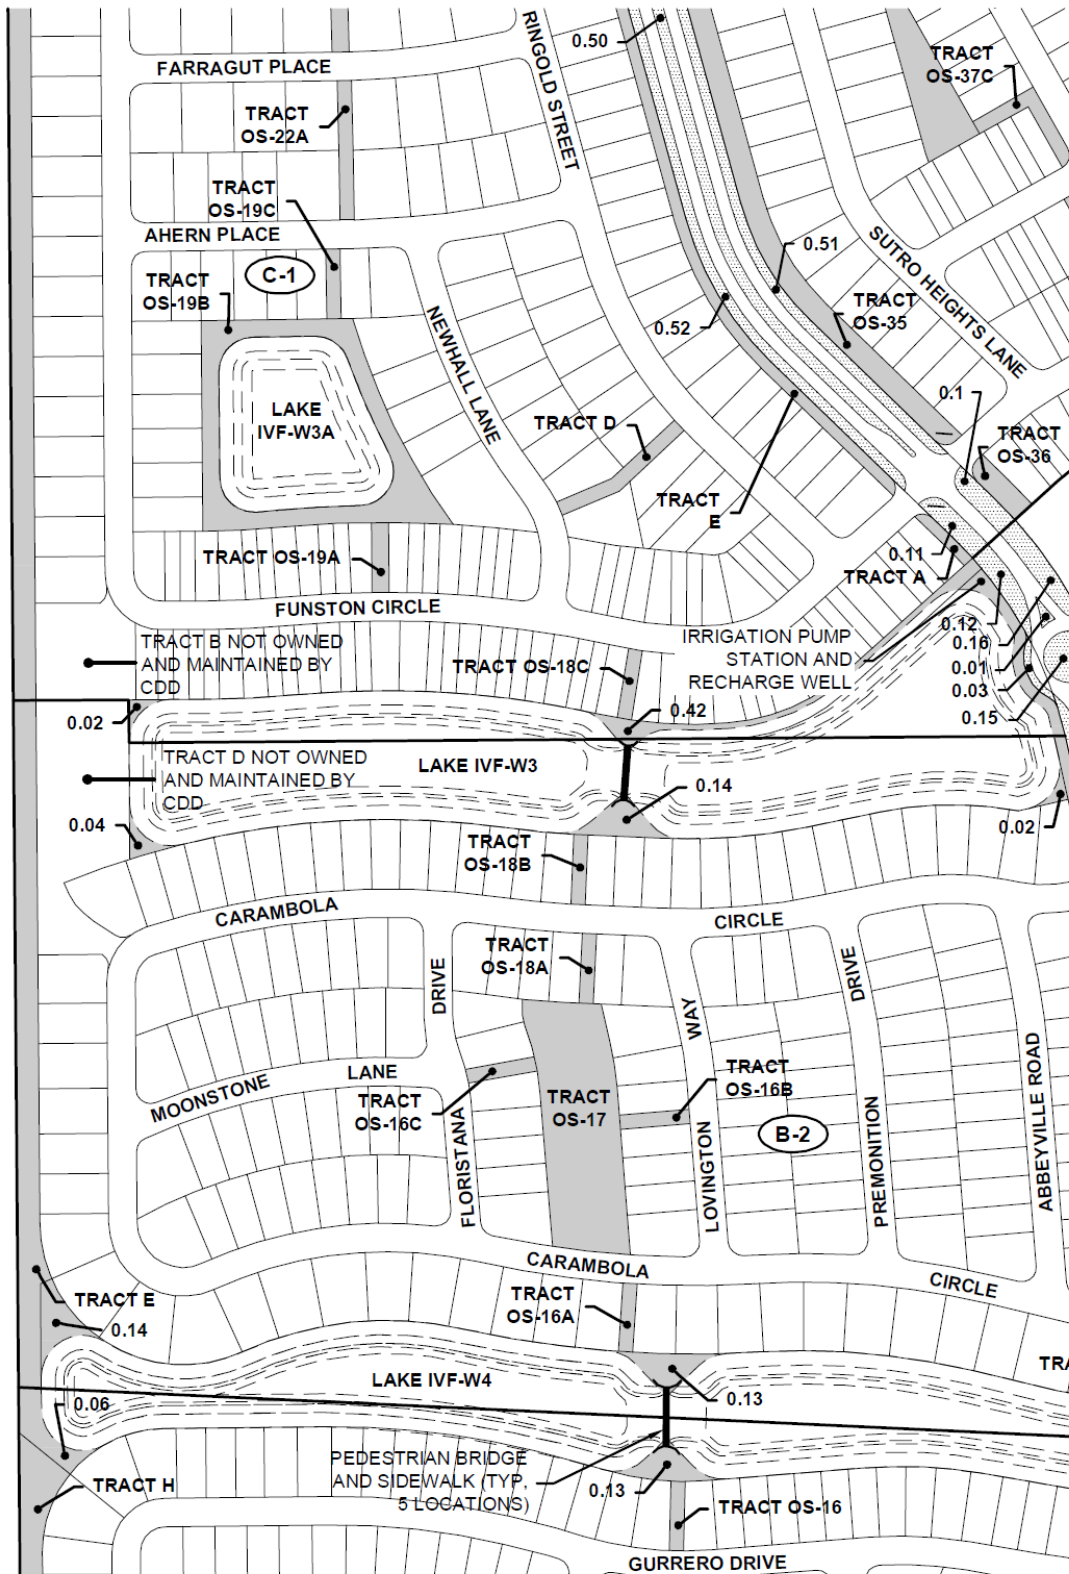 0.50
RINGOLD STREET
TRACT
OS-37C
FARRAGUT PLACE
TRACT
OS-22A
TRACT
OS-19C
AHERN PLACE
C-1
TRACT
OS-19B
0.51
SUTRO HEIGHTS LANE
0.52
TRACT
OS-35
NEWHALL LANE
LAKE
IVF-W3A
0.1
TRACT D
TRACT
OS-36
TRACT
E
TRACT OS-19A
0.11
TRACT A
FUNSTON CIRCLE
0.12
0.16
0.01
0.03
0.15
TRACT B NOT OWNED
AND MAINTAINED BY
CDD
IRRIGATION PUMP
STATION AND
RECHARGE WELL
TRACT OS-18C
0.02
0.42
TRACT D NOT OWNED
AND MAINTAINED BY
CDD
LAKE IVF-W3
0.14
0.04
0.02
TRACT
OS-18B
CARAMBOLA
CIRCLE
TRACT
OS-18A
DRIVE
WAY
DRIVE
MOONSTONE
LANE
TRACT
OS-16C
TRACT
OS-17
TRACT
OS-16B
B-2
FLORISTANA
LOVINGTON
PREMONITION
ABBEYVILLE ROAD
CARAMBOLA
CIRCLE
TRACT E
0.14
TRACT
OS-16A
TRA
LAKE IVF-W4
0.13
0.06
PEDESTRIAN BRIDGE
AND SIDEWALK (TYP,
5 LOCATIONS)
0.13
TRACT H
TRACT OS-16
GURRERO DRIVE